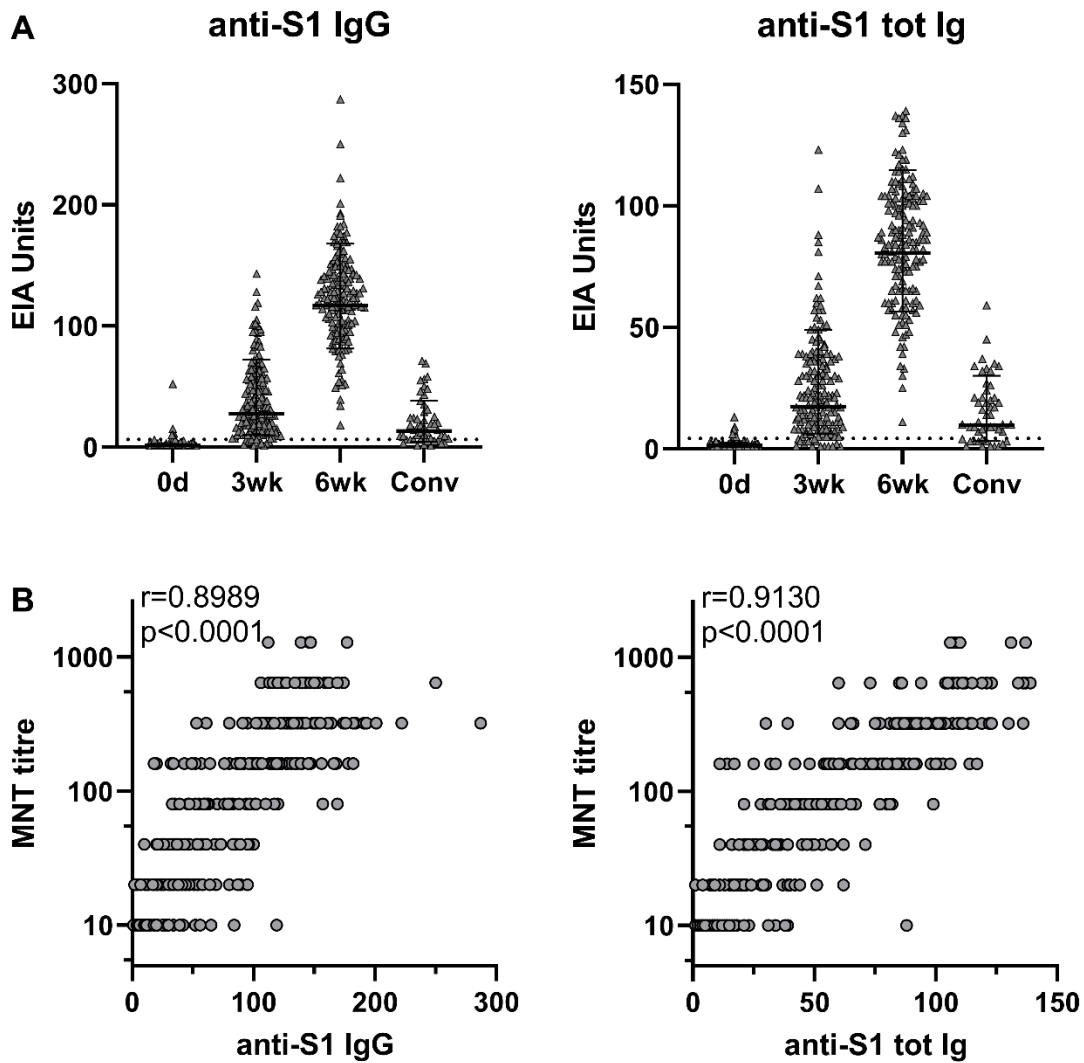 A
anti-S1 IgG
anti-S1 tot Ig
EIA Units
300
200
100
0
0d 3wk 6wk Conv
EIA Units
150
100
50
0
0d 3wk 6wk Conv
B
r=0.8989
p<0.0001
MNT titre
1000
100
10
0 100 200 300
anti-S1 IgG
r=0.9130
p<0.0001
MNT titre
1000
100
10
0 50 100 150
anti-S1 tot Ig